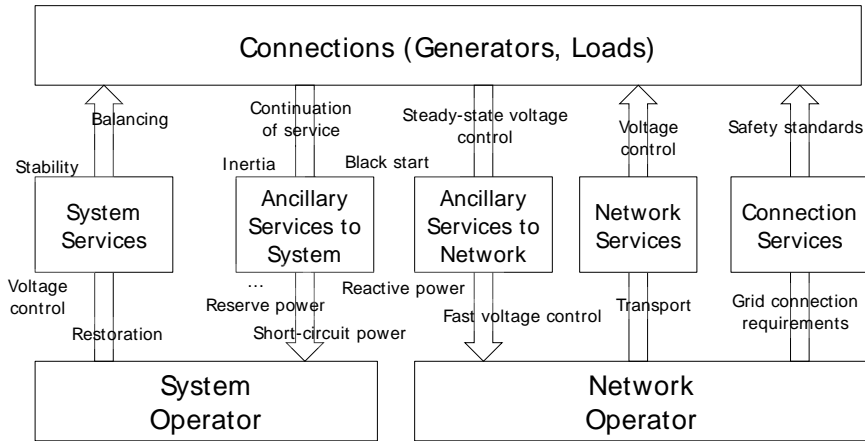 Connections (Generators, Loads)
Balancing
Continuation
of service
Steady-state voltage
control
Voltage
control
Safety standards
Stability
Inertia
Black start
System
Services
Ancillary
Services to
System
Ancillary
Services to
Network
Network
Services
Connection
Services
Voltage
control
Restoration
...
Reserve power
Short-circuit power
Reactive power
Fast voltage control
Transport
Grid connection
requirements
System
Operator
Network
Operator